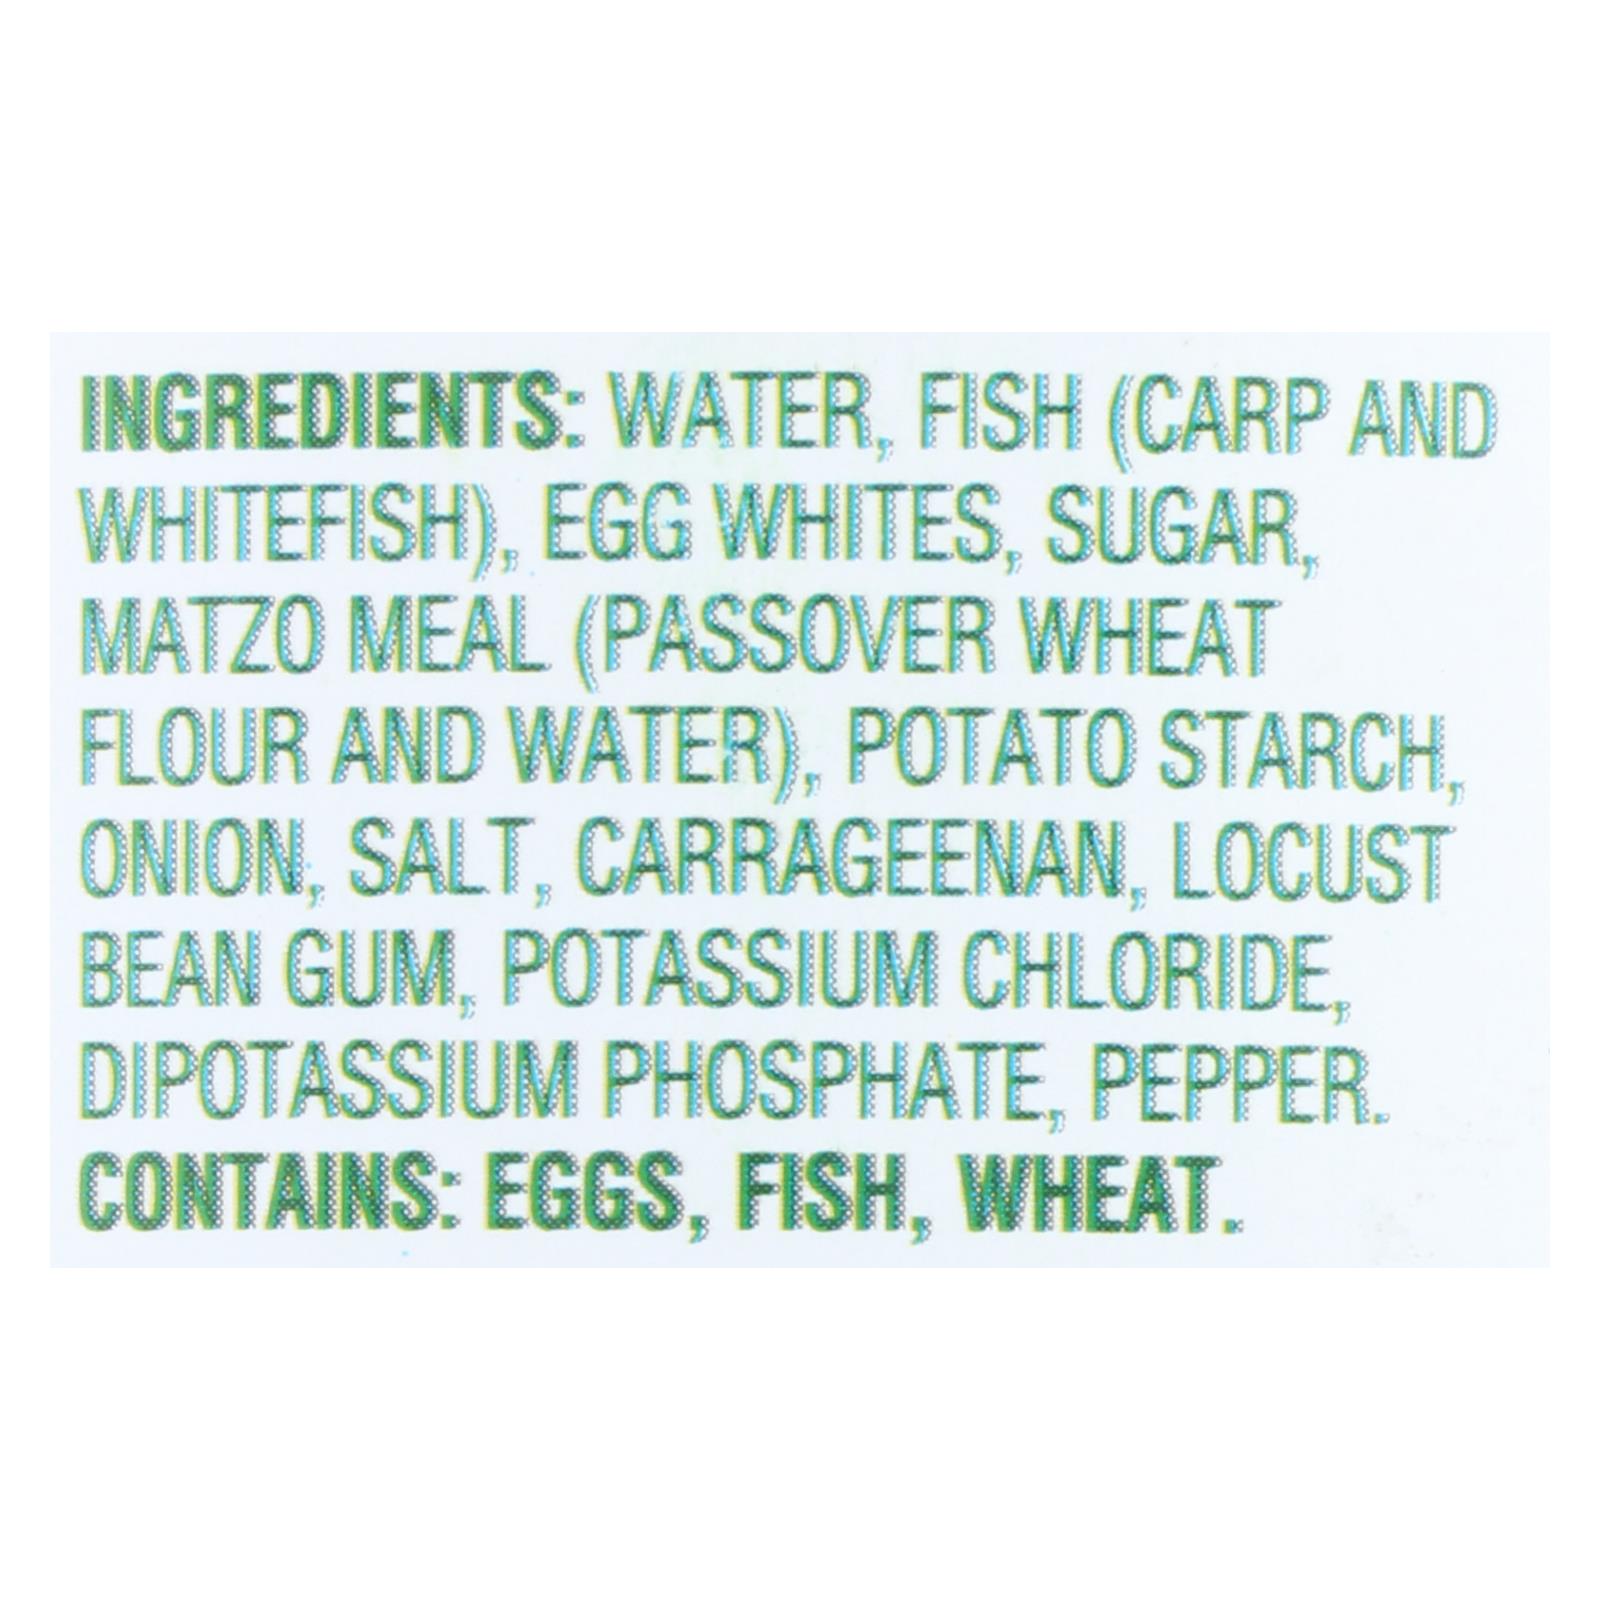 INGREDIENTS: WATER, FISH (CARP AND
WHITEFISH), EGG WHITES, SUGAR,
MATZO MEAL (PASSOVER WHEAT
FLOUR AND WATER), POTATO STARCH,
ONION, SALT, CARRAGEENAN, LOCUST
BEAN GUM, POTASSIUM CHLORIDE,
DIPOTASSIUM PHOSPHATE, PEPPER.
CONTAINS: EGGS, FISH, WHEAT.